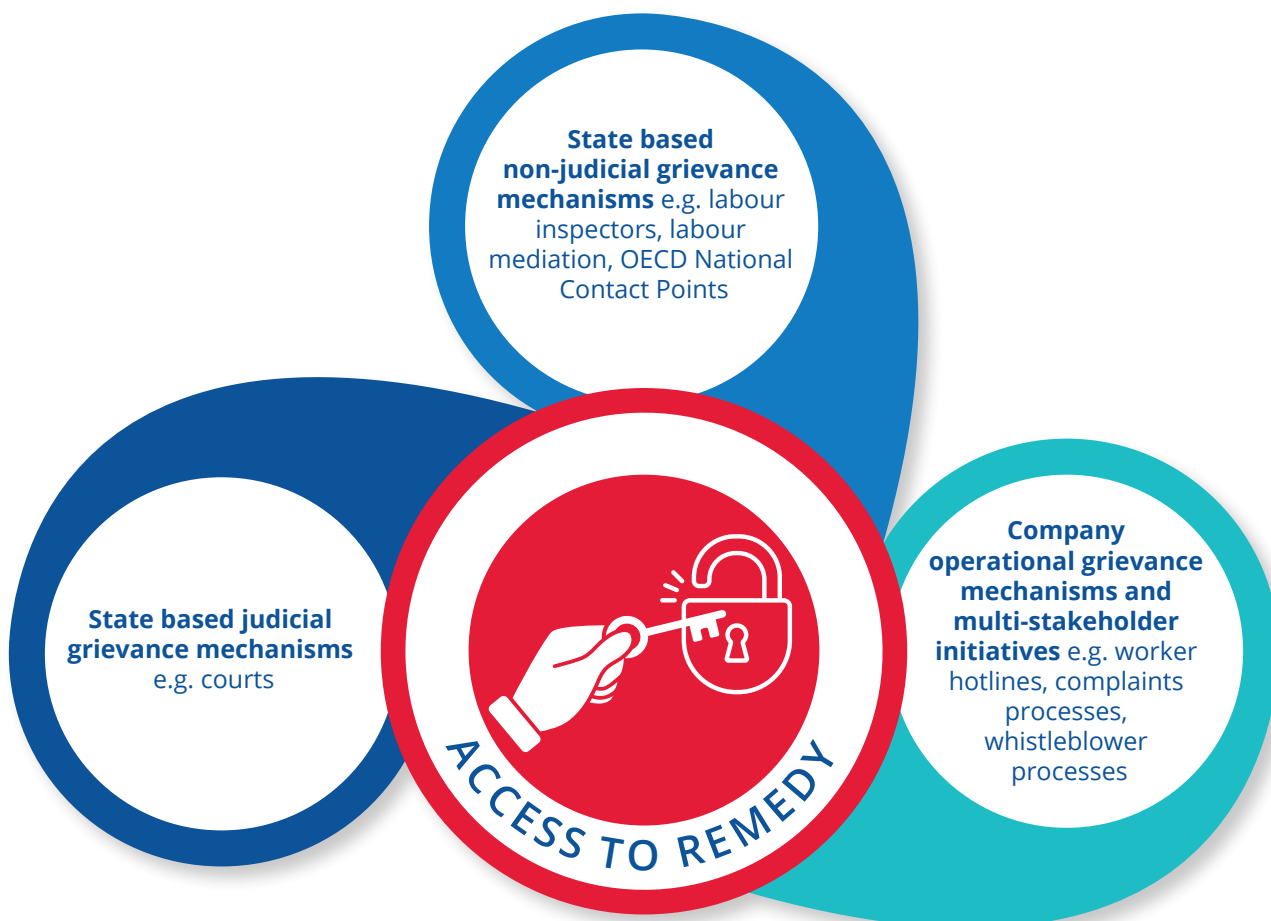 State based
non-judicial grievance
mechanisms e.g. labour
inspectors, labour
mediation, OECD National
Contact Points
State based judicial
grievance mechanisms
e.g. courts
Company
operational grievance
mechanisms and
multi-stakeholder
initiatives e.g. worker
hotlines, complaints
processes,
whistleblower
processes
ACCESS TO REMEDY